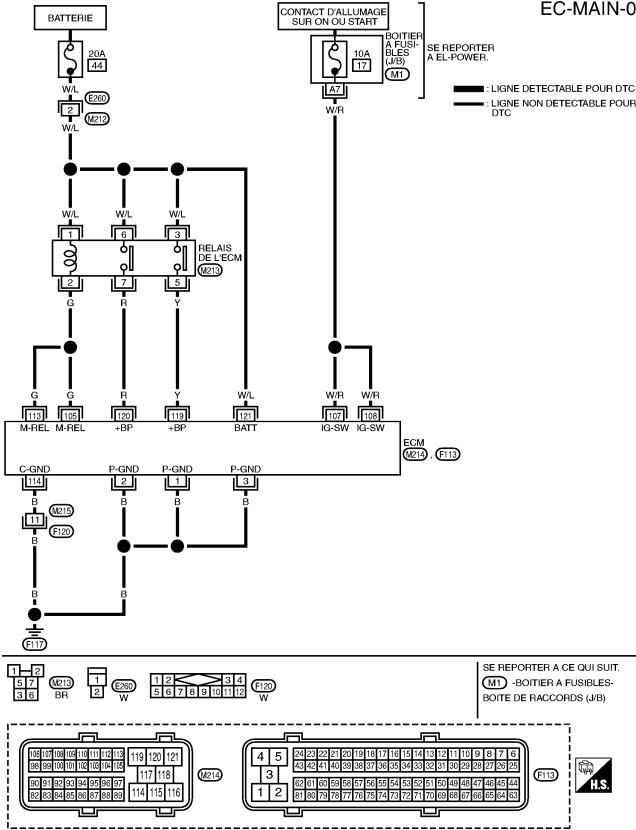 EC-MAIN-0
BATTERIE
CONTACT D'ALLUMAGE
SUR ON OU START
20A
44
10A
17
BOITIER
A FUSI-
BLES
(J/B)
M1
SE REPORTER
A EL-POWER.
: LIGNE DETECTABLE POUR DTC
: LIGNE NON DETECTABLE POUR
DTC
W/L
2
E260
M212
W/L
A7
W/R
W/L W/L W/L
1 6 3
RELAIS
DE L'ECM
M213
2 7 5
G R Y
G G R Y W/L W/R W/R
113 105 120 119 121 107 108
M-REL M-REL +BP +BP BATT IG-SW IG-SW
ECM
M214 , F113
C-GND P-GND P-GND P-GND
114 2 1 3
B B B B
11
M215
F120
B
B B
F117
1 2
5 7
3 6
M213
BR
1
2
E260
W
1 2 3 4
5 6 7 8 9 10 11 12
F120
W
SE REPORTER A CE QUI SUIT.
M1 -BOITIER A FUSIBLES-
BOITE DE RACCORDS (J/B)
106 107 108 109 110 111 112 113
98 99 100 101 102 103 104 105
90 91 92 93 94 95 96 97
82 83 84 85 86 87 88 89
119 120 121
117 118
114 115 116
M214
4 5
3
1 2
24 23 22 21 20 19 18 17 16 15 14 13 12 11 10 9 8 7 6
43 42 41 40 39 38 37 36 35 34 33 32 31 30 29 28 27 26 25
62 61 60 59 58 57 56 55 54 53 52 51 50 49 48 47 46 45 44
81 80 79 78 77 76 75 74 73 72 71 70 69 68 67 66 65 64 63
F113
H.S.